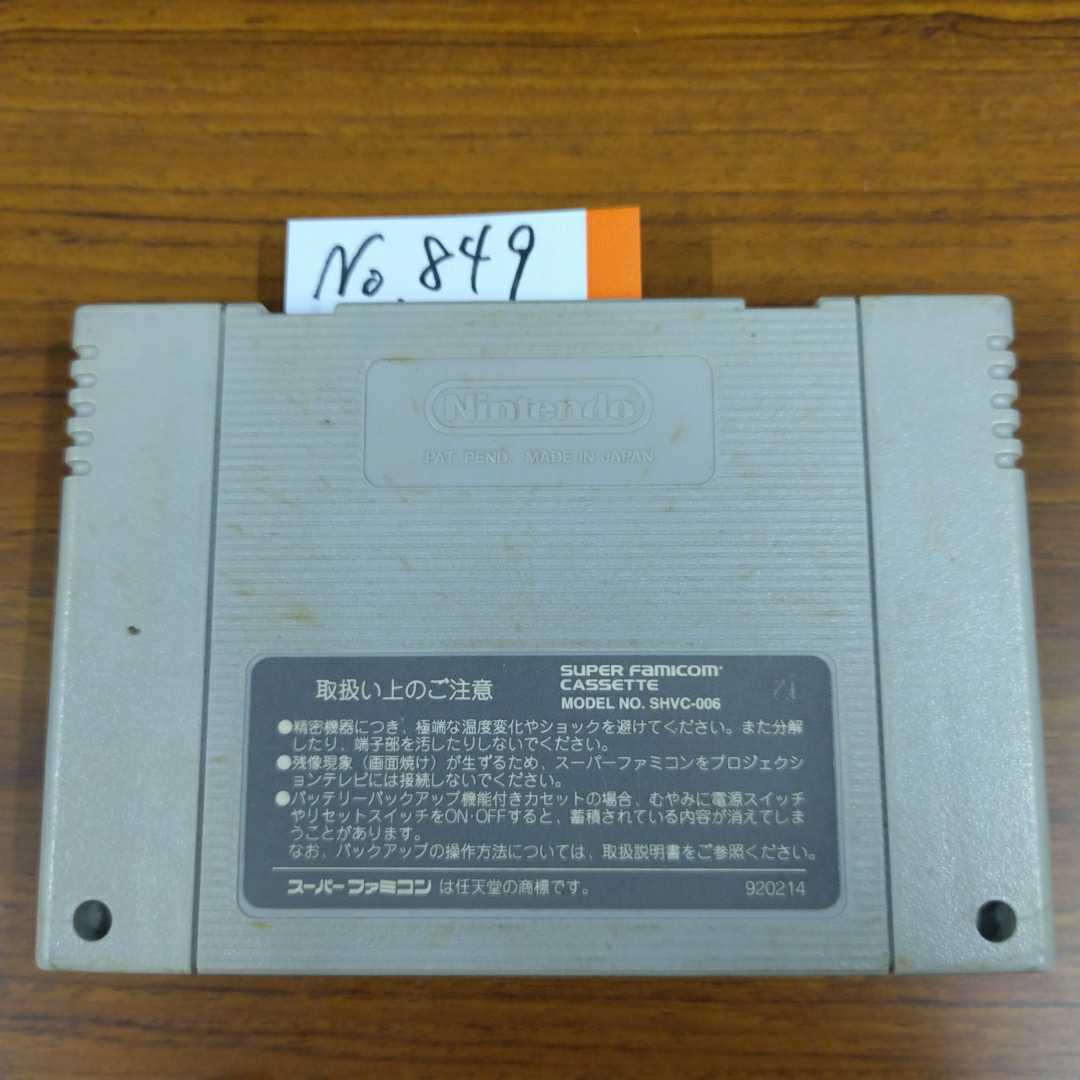 No. 849
Nintendo
PAT. PEND. MADE IN JAPAN
取扱い上のご注意
SUPER FAMICOM
CASSETTE
MODEL NO. SHVC-006
●精密機器につき、極端な温度変化やショックを避けてください。また分解
したり、端子部を汚したりしないでください。
●残像現象（画面焼け）が生ずるため、スーパーファミコンをプロジェクシ
ョンテレビには接続しないでください。
●バッテリーバックアップ機能付きカセットの場合、むやみに電源スイッチ
やリセットスイッチをON・OFFすると、蓄積されている内容が消えてしま
うことがあります。
なお、バックアップの操作方法については、取扱説明書をご参照ください。
スーパーファミコン は任天堂の商標です。
920214